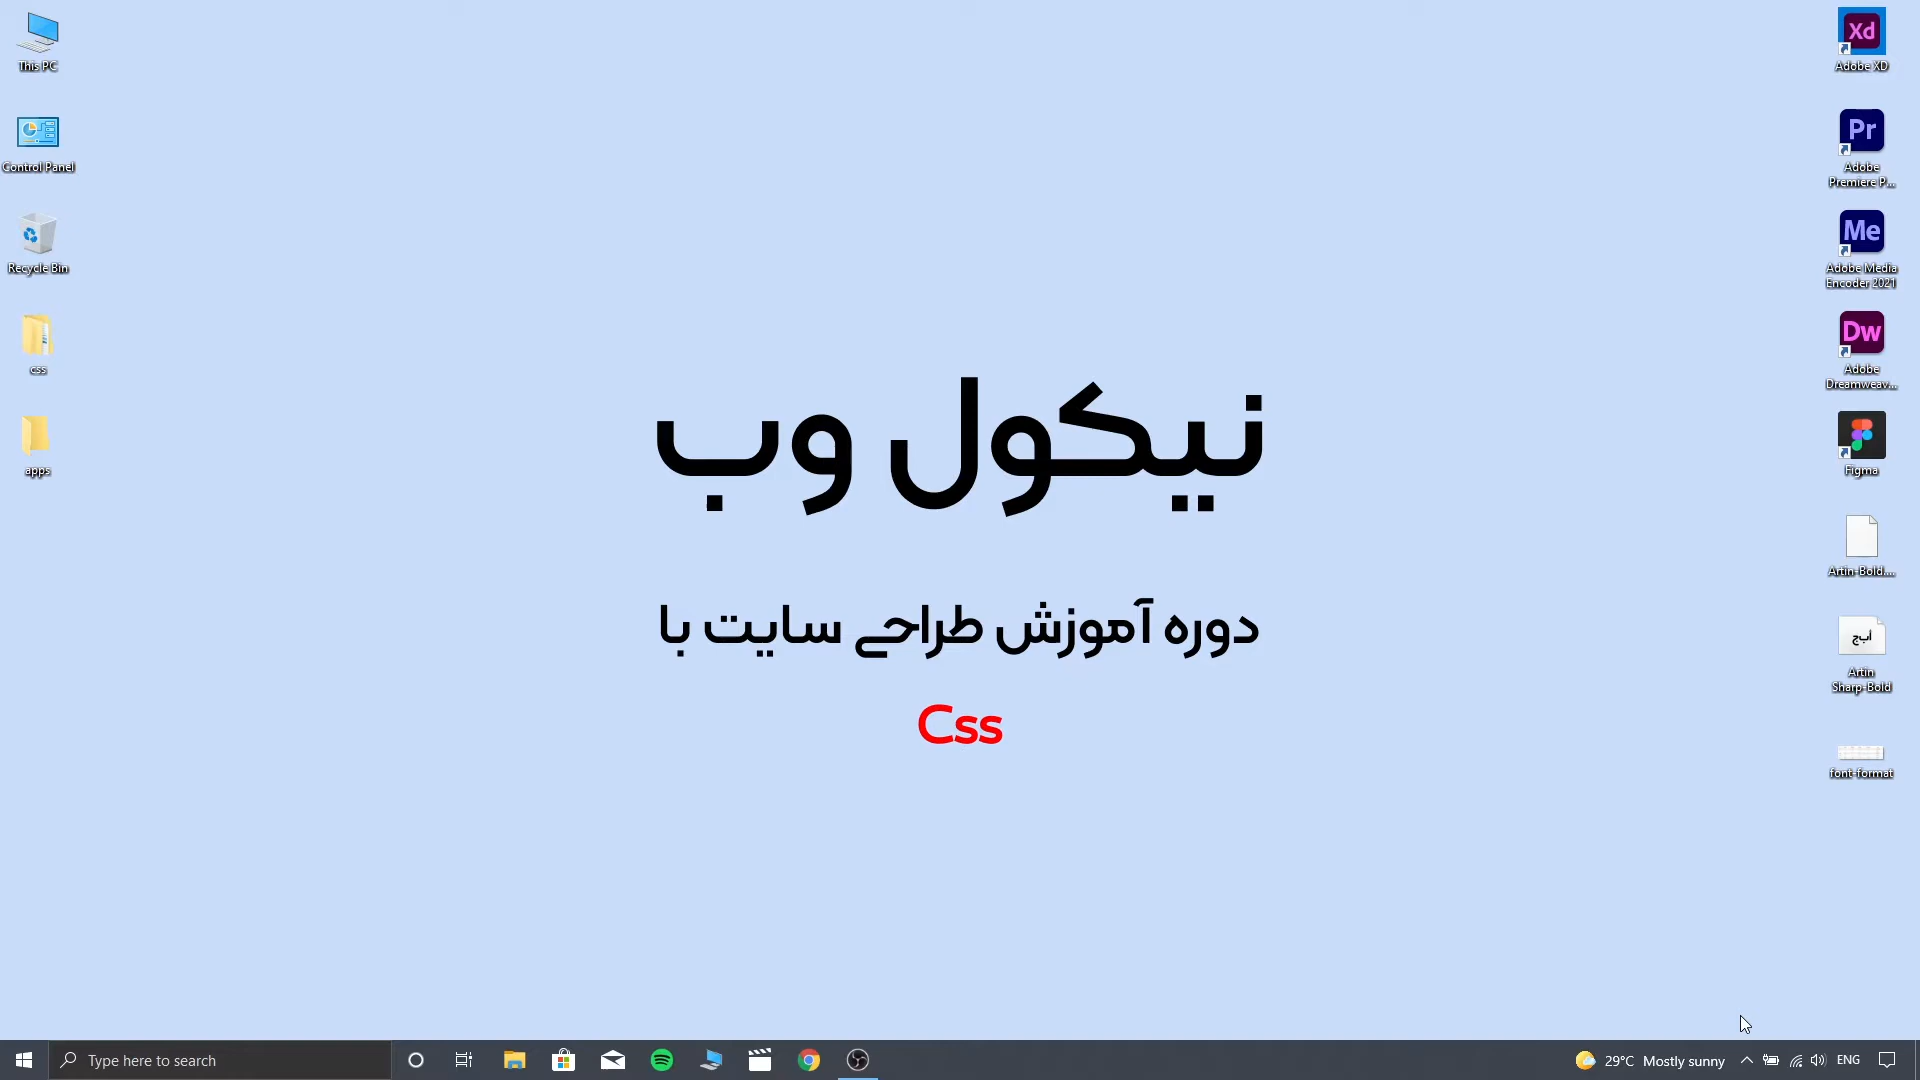 This PC
Control Panel
Recycle Bin
css
apps
نیکول وب
دوره آموزش طراحی سایت با
Css
Xd
Adobe XD
Pr
Adobe
Premiere P...
Me
Adobe Media
Encoder 2021
Dw
Adobe
Dreamweav...
Figma
Artin-Bold....
أب‌ج
Artin
Sharp-Bold
font-format
Type here to search
29°C Mostly sunny
ENG